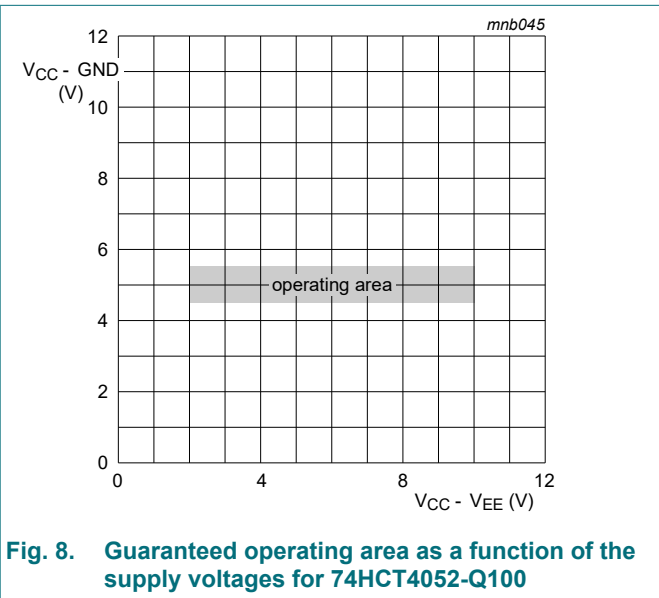 mnb045
12
VCC - GND
(V)
10
8
6
operating area
4
2
0
0 4 8 12
VCC - VEE (V)
Fig. 8. Guaranteed operating area as a function of the
supply voltages for 74HCT4052-Q100